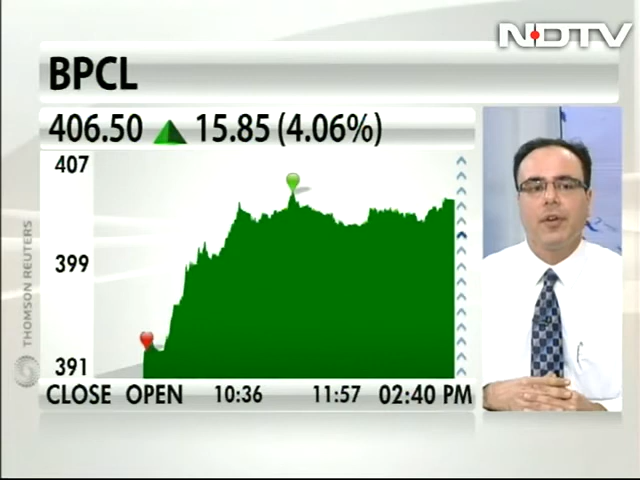 NDTV
BPCL
406.50 ▲ 15.85 (4.06%)
407
399
391
CLOSE OPEN 10:36 11:57 02:40 PM
THOMSON REUTERS